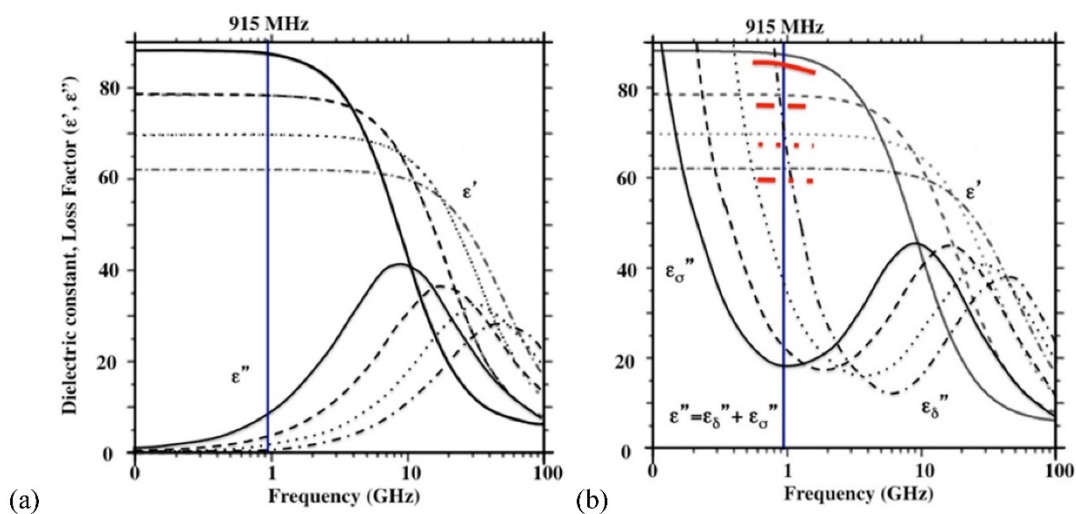 915 MHz
80
60
40
20
0
Dielectric constant, Loss Factor (ε', ε'')
ε'
ε"
0
1
10
100
Frequency (GHz)
(a)
915 MHz
80
60
40
20
0
ε'
εσ"
εδ"
ε"=εδ"+ εσ"
0
1
10
100
Frequency (GHz)
(b)